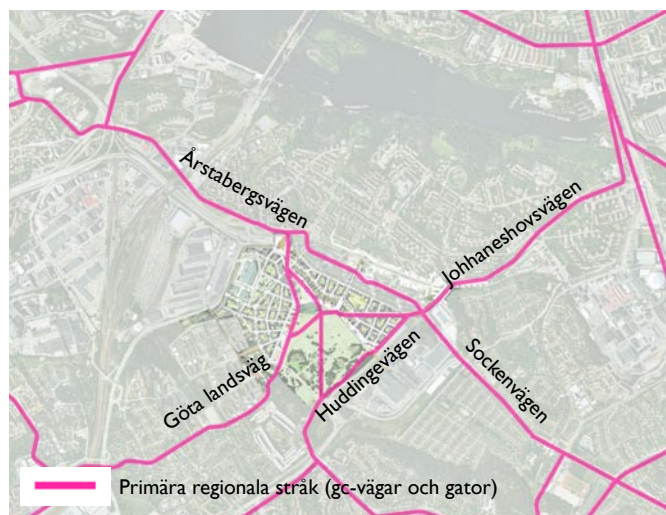 Årstabergsvägen
Johhaneshovsvägen
Göta landsväg
Huddingevägen
Sockenvägen
Primära regionala stråk (gc-vägar och gator)